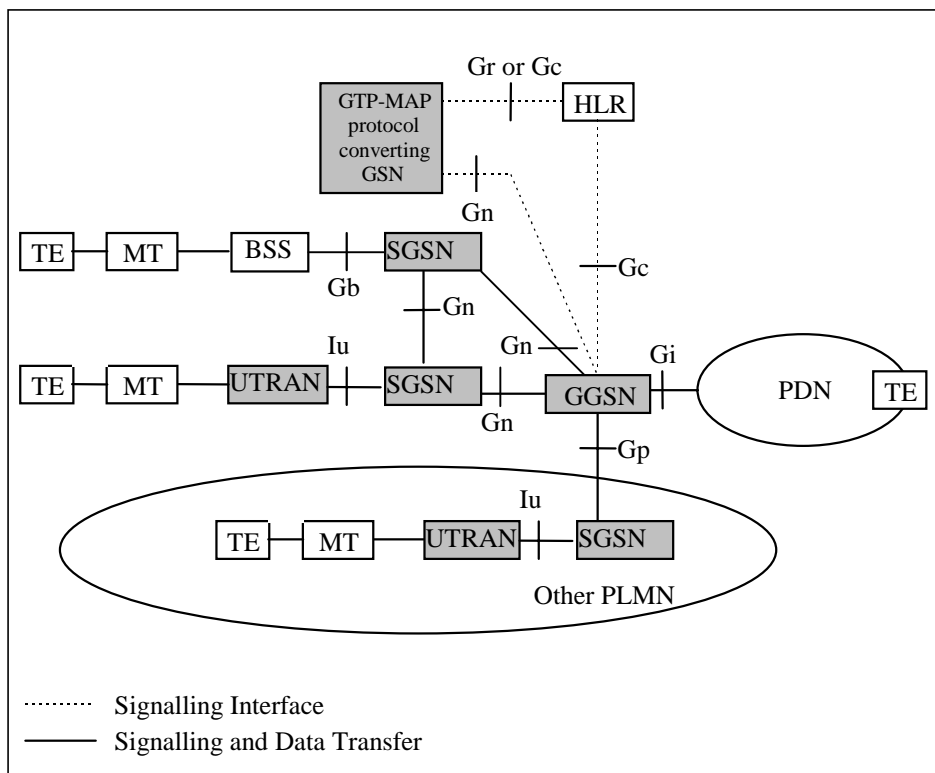 Gr or Gc
GTP-MAP
protocol
converting
GSN
HLR
Gn
TE
MT
BSS
Gb
SGSN
Gc
Gn
Gn
TE
MT
UTRAN
Iu
SGSN
Gn
GGSN
Gi
PDN
TE
Gp
TE
MT
UTRAN
Iu
SGSN
Other PLMN
Signalling Interface
Signalling and Data Transfer